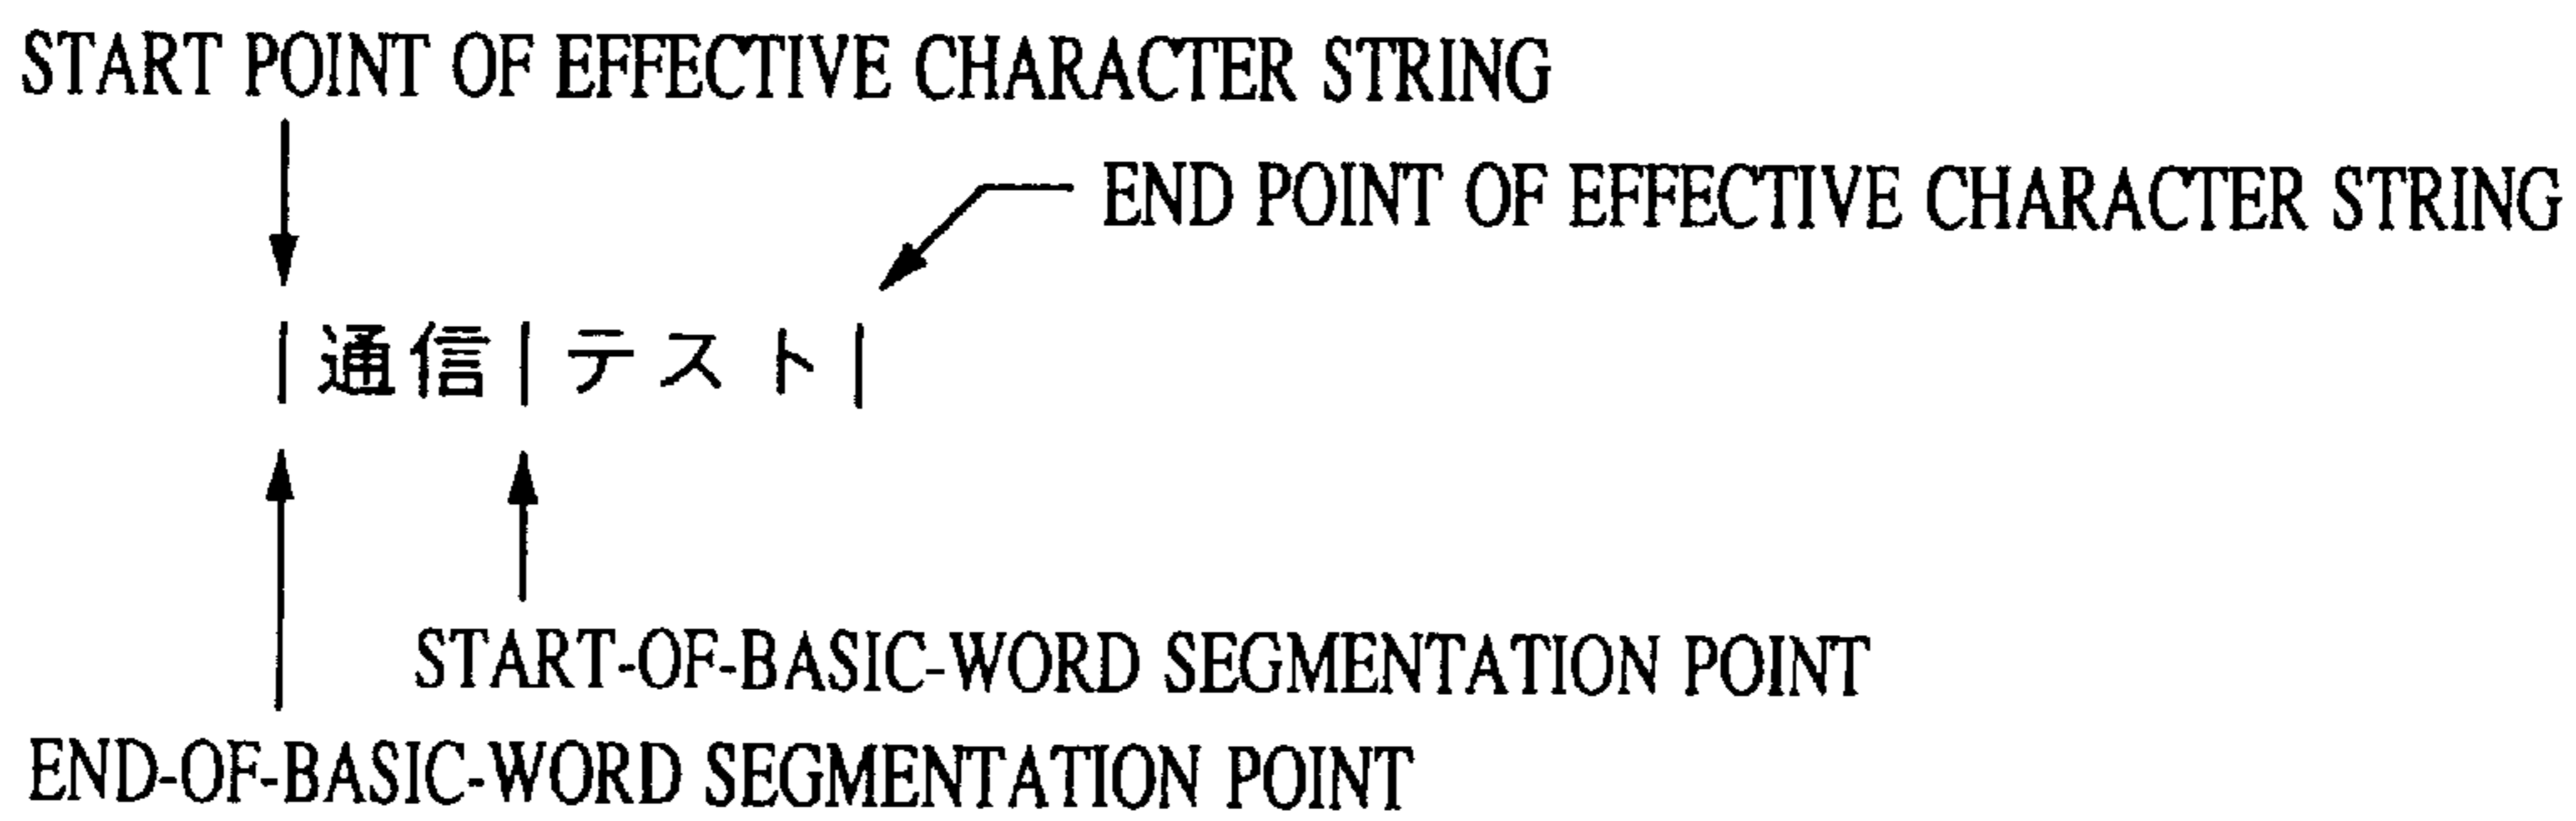 START POINT OF EFFECTIVE CHARACTER STRING
END POINT OF EFFECTIVE CHARACTER STRING
|通信|テスト|
START-OF-BASIC-WORD SEGMENTATION POINT
END-OF-BASIC-WORD SEGMENTATION POINT